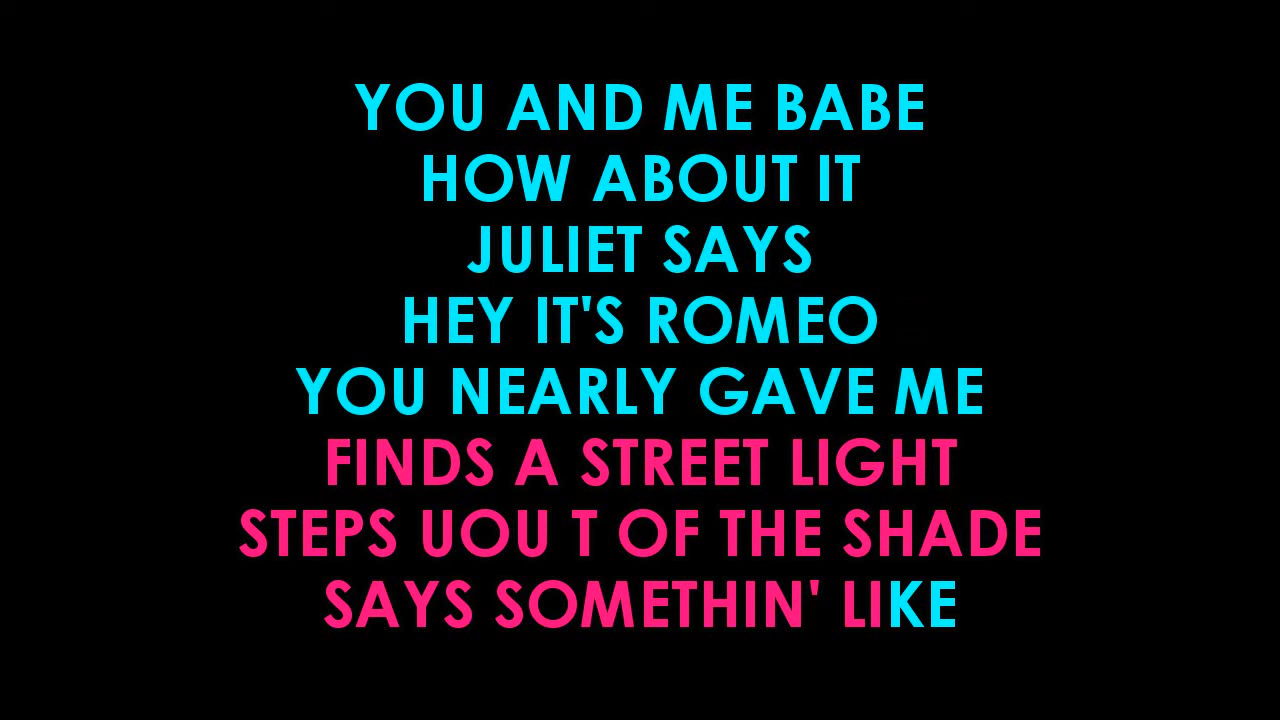 YOU AND ME BABE
HOW ABOUT IT
JULIET SAYS
HEY IT'S ROMEO
YOU NEARLY GAVE ME
FINDS A STREET LIGHT
STEPS UOU T OF THE SHADE
SAYS SOMETHIN' LIKE